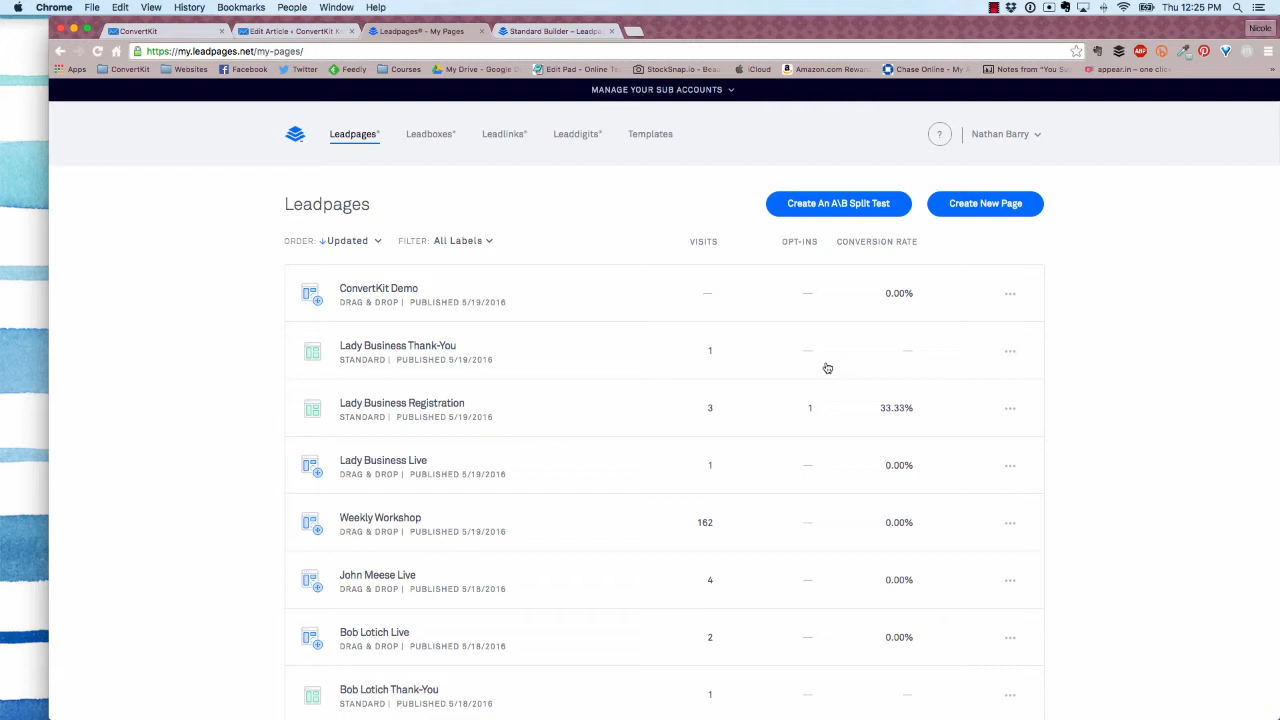 Chrome File Edit View History Bookmarks People Window Help Thu 12:25 PM
ConvertKit Edit Article ‹ ConvertKit K Leadpages® - My Pages Standard Builder – Leadpa Nicole
https://my.leadpages.net/my-pages/
Apps ConvertKit Websites Facebook Twitter Feedly Courses My Drive - Google D Edit Pad - Online Te StockSnap.io - Bea iCloud Amazon.com Rewa Chase Online - My A Notes from "You Sa appear.in – one click
MANAGE YOUR SUB ACCOUNTS
Leadpages® Leadboxes® Leadlinks® Leaddigits® Templates ? Nathan Barry
Leadpages Create An A\B Split Test Create New Page
ORDER: Updated FILTER: All Labels VISITS OPT-INS CONVERSION RATE
ConvertKit Demo — — 0.00% •••
DRAG & DROP | PUBLISHED 5/19/2016
Lady Business Thank-You 1 — — •••
STANDARD | PUBLISHED 5/19/2016
Lady Business Registration 3 1 33.33% •••
STANDARD | PUBLISHED 5/19/2016
Lady Business Live 1 — 0.00% •••
DRAG & DROP | PUBLISHED 5/19/2016
Weekly Workshop 162 — 0.00% •••
DRAG & DROP | PUBLISHED 5/19/2016
John Meese Live 4 — 0.00% •••
DRAG & DROP | PUBLISHED 5/18/2016
Bob Lotich Live 2 — 0.00% •••
DRAG & DROP | PUBLISHED 5/18/2016
Bob Lotich Thank-You 1 — — •••
STANDARD | PUBLISHED 5/18/2016